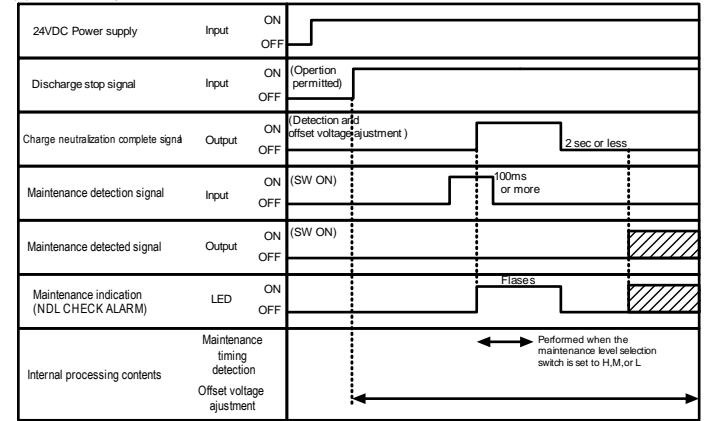 24VDC Power supply Input ON
OFF
Discharge stop signal Input ON (Opertion
permitted)
OFF
Charge neutralization complete signal Output ON (Detection and
offset voltage ajustment )
OFF 2 sec or less
Maintenance detection signal Input ON (SW ON) 100ms
or more
OFF
Maintenance detected signal Output ON (SW ON)
OFF
Maintenance indication
(NDL CHECK ALARM) LED ON Flases
OFF
Internal processing contents
Maintenance
timing
detection
Performed when the
maintenance level selection
switch is set to H,M,or L
Offset voltage
ajustment